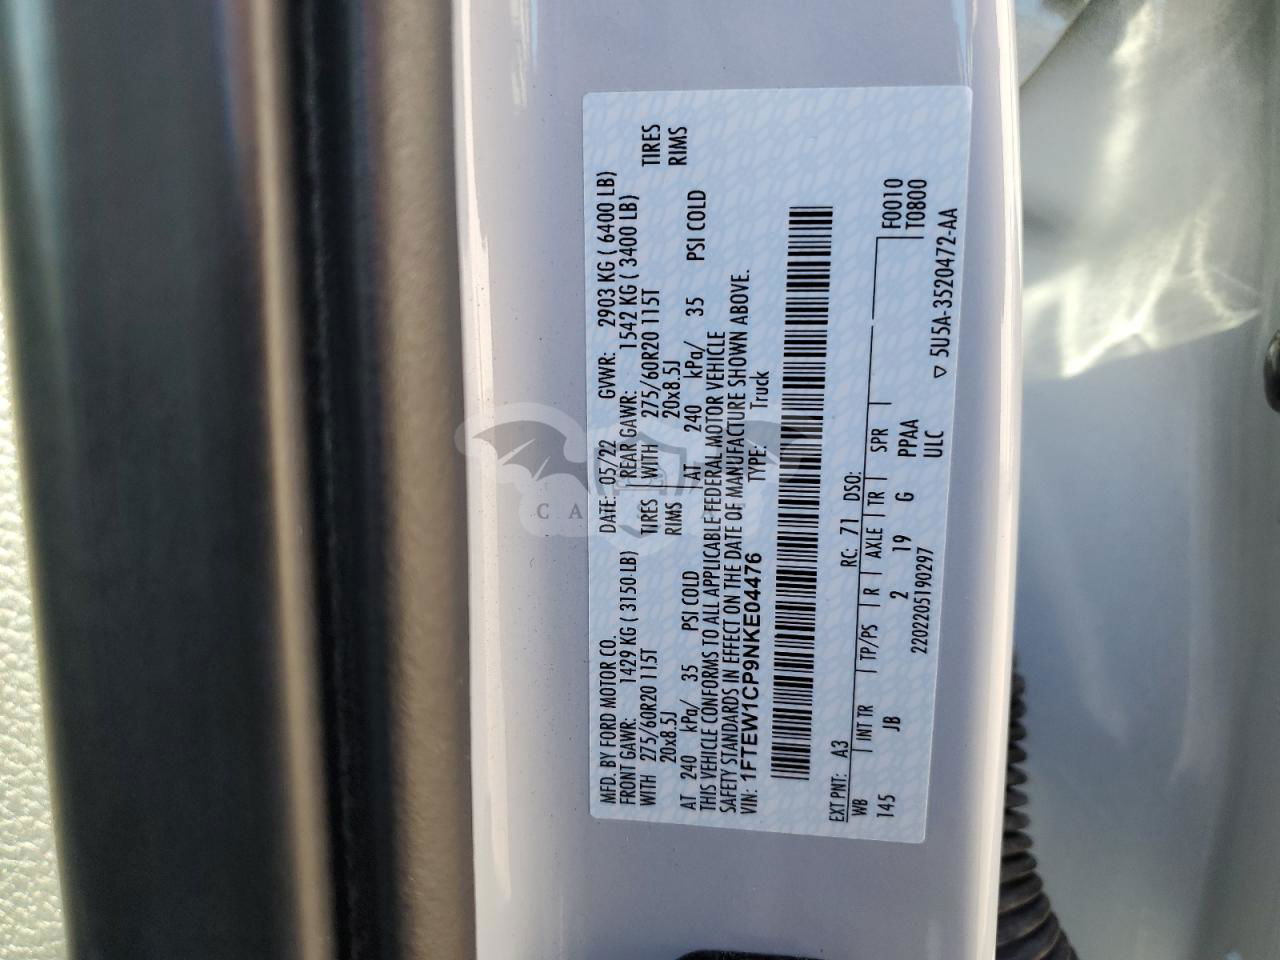 MFD. BY FORD MOTOR CO. DATE: 05/22 GVWR: 2903 KG ( 6400 LB)
FRONT GAWR: 1429 KG ( 3150 LB) REAR GAWR: 1542 KG ( 3400 LB)
WITH 275/60R20 115T TIRES WITH 275/60R20 115T TIRES
20x8.5J RIMS 20x8.5J RIMS
AT 240 kPa/ 35 PSI COLD AT 240 kPa/ 35 PSI COLD
THIS VEHICLE CONFORMS TO ALL APPLICABLE FEDERAL MOTOR VEHICLE
SAFETY STANDARDS IN EFFECT ON THE DATE OF MANUFACTURE SHOWN ABOVE.
VIN: 1FTEW1CP9NKE04476 TYPE: Truck
EXT PNT: A3 RC: 71 DSO:
WB INT TR TP/PS R AXLE TR SPR F0010
145 JB 2 19 G PPAA T0800
ULC
2202205190297 ▽ 5U5A-3520472-AA